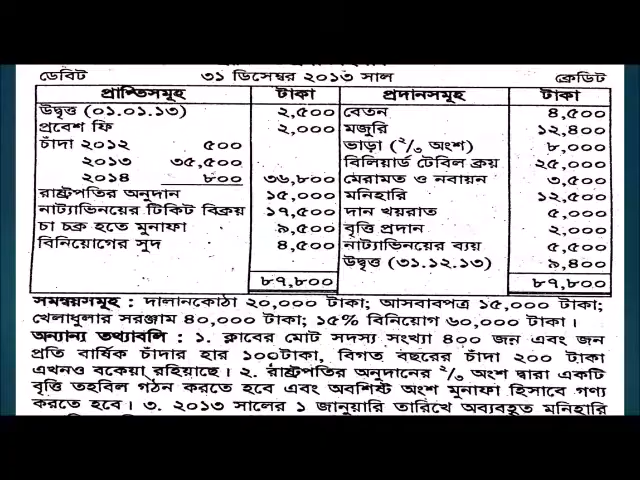 ডেবিট ৩১ ডিসেম্বর ২০১৩ সাল ক্রেডিট
প্রাপ্তিসমূহ টাকা প্রদানসমূহ টাকা
উদ্বৃত্ত (০১.০১.১৩) ২,৫০০ বেতন ৪,৫০০
প্রবেশ ফি ২,০০০ মজুরি ১২,৪০০
চাঁদা ২০১২ ৫০০ ভাড়া (২/৩ অংশ) ৮,০০০
২০১৩ ৩৫,৫০০ বিলিয়ার্ড টেবিল ক্রয় ২৫,০০০
২০১৪ ৮০০ ৩৬,৮০০ মেরামত ও নবায়ন ৩,৫০০
রাষ্ট্রপতির অনুদান ১৫,০০০ মনিহারি ১২,৫০০
নাট্যাভিনয়ের টিকিট বিক্রয় ১৭,৫০০ দান খয়রাত ৫,০০০
চা চক্র হতে মুনাফা ৯,৫০০ বৃত্তি প্রদান ২,০০০
বিনিয়োগের সুদ ৪,৫০০ নাট্যাভিনয়ের ব্যয় ৫,৫০০
উদ্বৃত্ত (৩১.১২.১৩) ৯,৪০০
৮৭,৮০০ ৮৭,৮০০
সমন্বয়সমূহ : দালানকোঠা ২০,০০০ টাকা; আসবাবপত্র ১৫,০০০ টাকা;
খেলাধুলার সরঞ্জাম ৪০,০০০ টাকা; ১৫% বিনিয়োগ ৬০,০০০ টাকা।
অন্যান্য তথ্যাবলি : ১. ক্লাবের মোট সদস্য সংখ্যা ৪০০ জন এবং জন
প্রতি বার্ষিক চাঁদার হার ১০০টাকা, বিগত বছরের চাঁদা ২০০ টাকা
এখনও বকেয়া রহিয়াছে। ২. রাষ্ট্রপতির অনুদানের ২/৩ অংশ দ্বারা একটি
বৃত্তি তহবিল গঠন করতে হবে এবং অবশিষ্ট অংশ মুনাফা হিসাবে গণ্য
করতে হবে। ৩. ২০১৩ সালের ১ জানুয়ারি তারিখে অব্যবহৃত মনিহারি